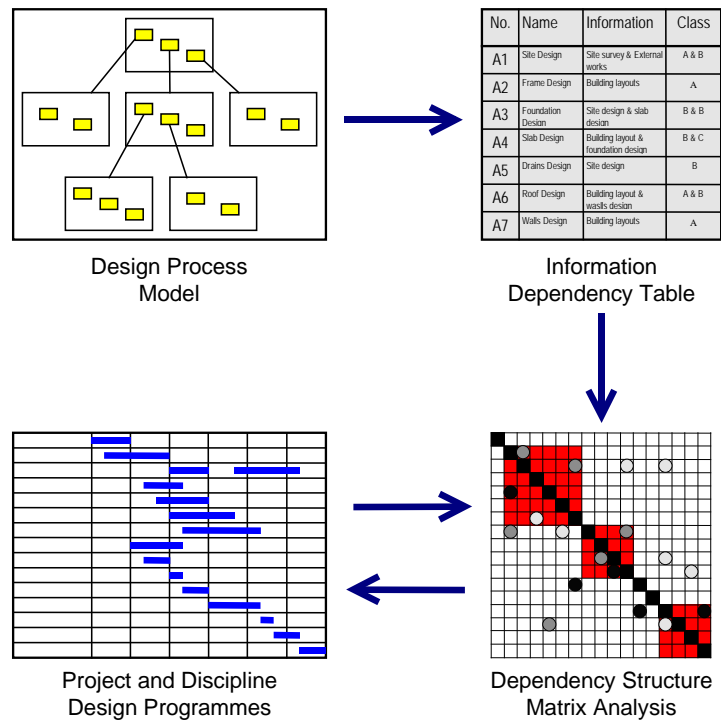 No. Name Information Class
A1 Site Design Site survey & External works A & B
A2 Frame Design Building layouts A
A3 Foundation Design Site design & slab design B & B
A4 Slab Design Building layout & foundation design B & C
A5 Drains Design Site design B
A6 Roof Design Building layout & waslls design A & B
A7 Walls Design Building layouts A
Design Process
Model
Information
Dependency Table
Project and Discipline
Design Programmes
Dependency Structure
Matrix Analysis